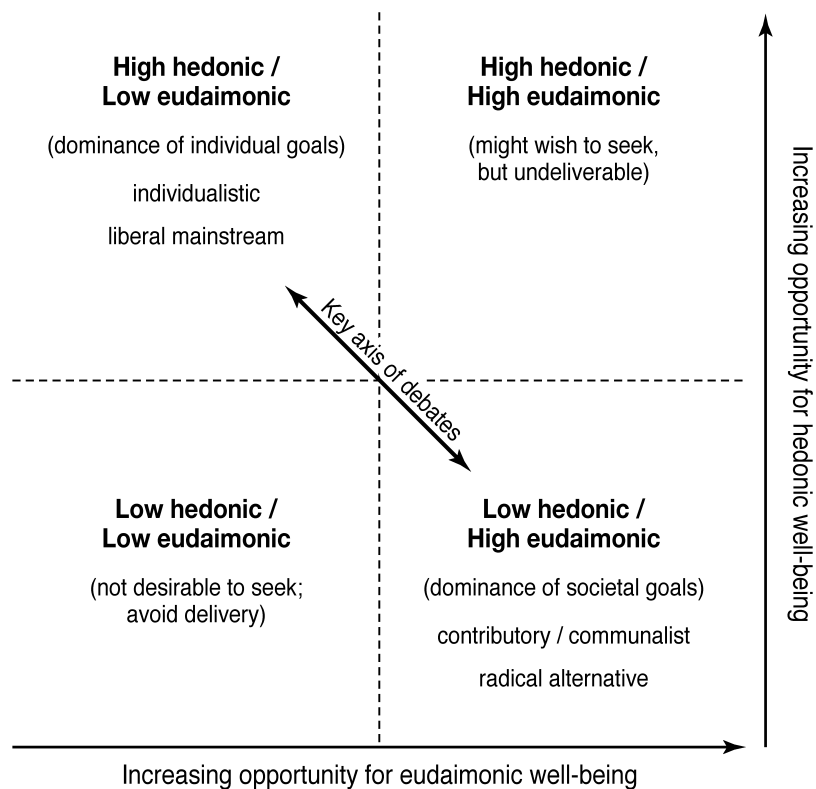 High hedonic /
Low eudaimonic
(dominance of individual goals)
individualistic
liberal mainstream
High hedonic /
High eudaimonic
(might wish to seek,
but undeliverable)
Key axis of debates
Low hedonic /
Low eudaimonic
(not desirable to seek;
avoid delivery)
Low hedonic /
High eudaimonic
(dominance of societal goals)
contributory / communalist
radical alternative
Increasing opportunity for hedonic well-being
Increasing opportunity for eudaimonic well-being